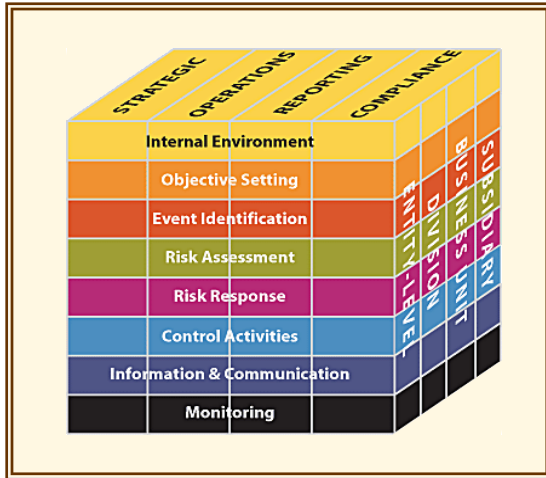 STRATEGIC
OPERATIONS
REPORTING
COMPLIANCE
Internal Environment
Objective Setting
Event Identification
Risk Assessment
Risk Response
Control Activities
Information & Communication
Monitoring
ENTITY-LEVEL
DIVISION
BUSINESS UNIT
SUBSIDIARY